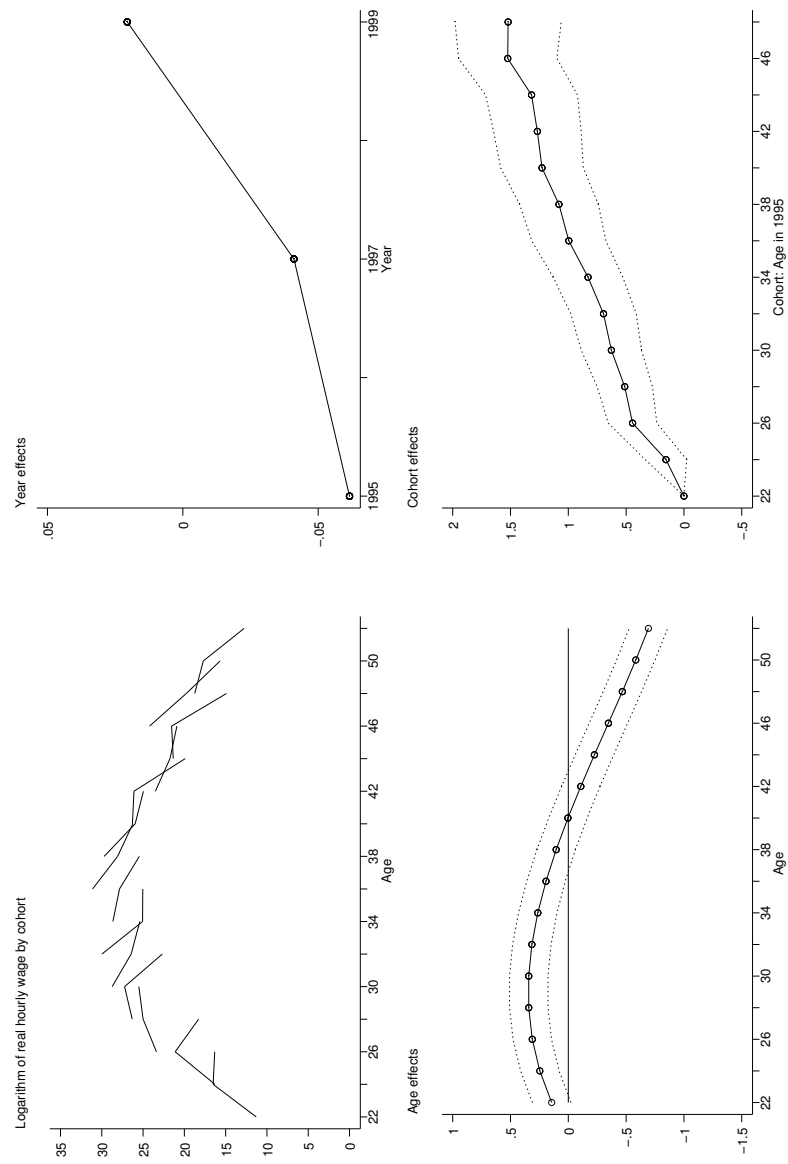 Logarithm of real hourly wage by cohort
35
30
25
20
15
10
5
0
22 26 30 34 38 42 46 50
Age
Year effects
.05
0
−.05
1995 1997 1999
Year
Age effects
1
.5
0
−.5
−1
−1.5
22 26 30 34 38 42 46 50
Age
Cohort effects
2
1.5
1
.5
0
−.5
22 26 30 34 38 42 46
Cohort: Age in 1995